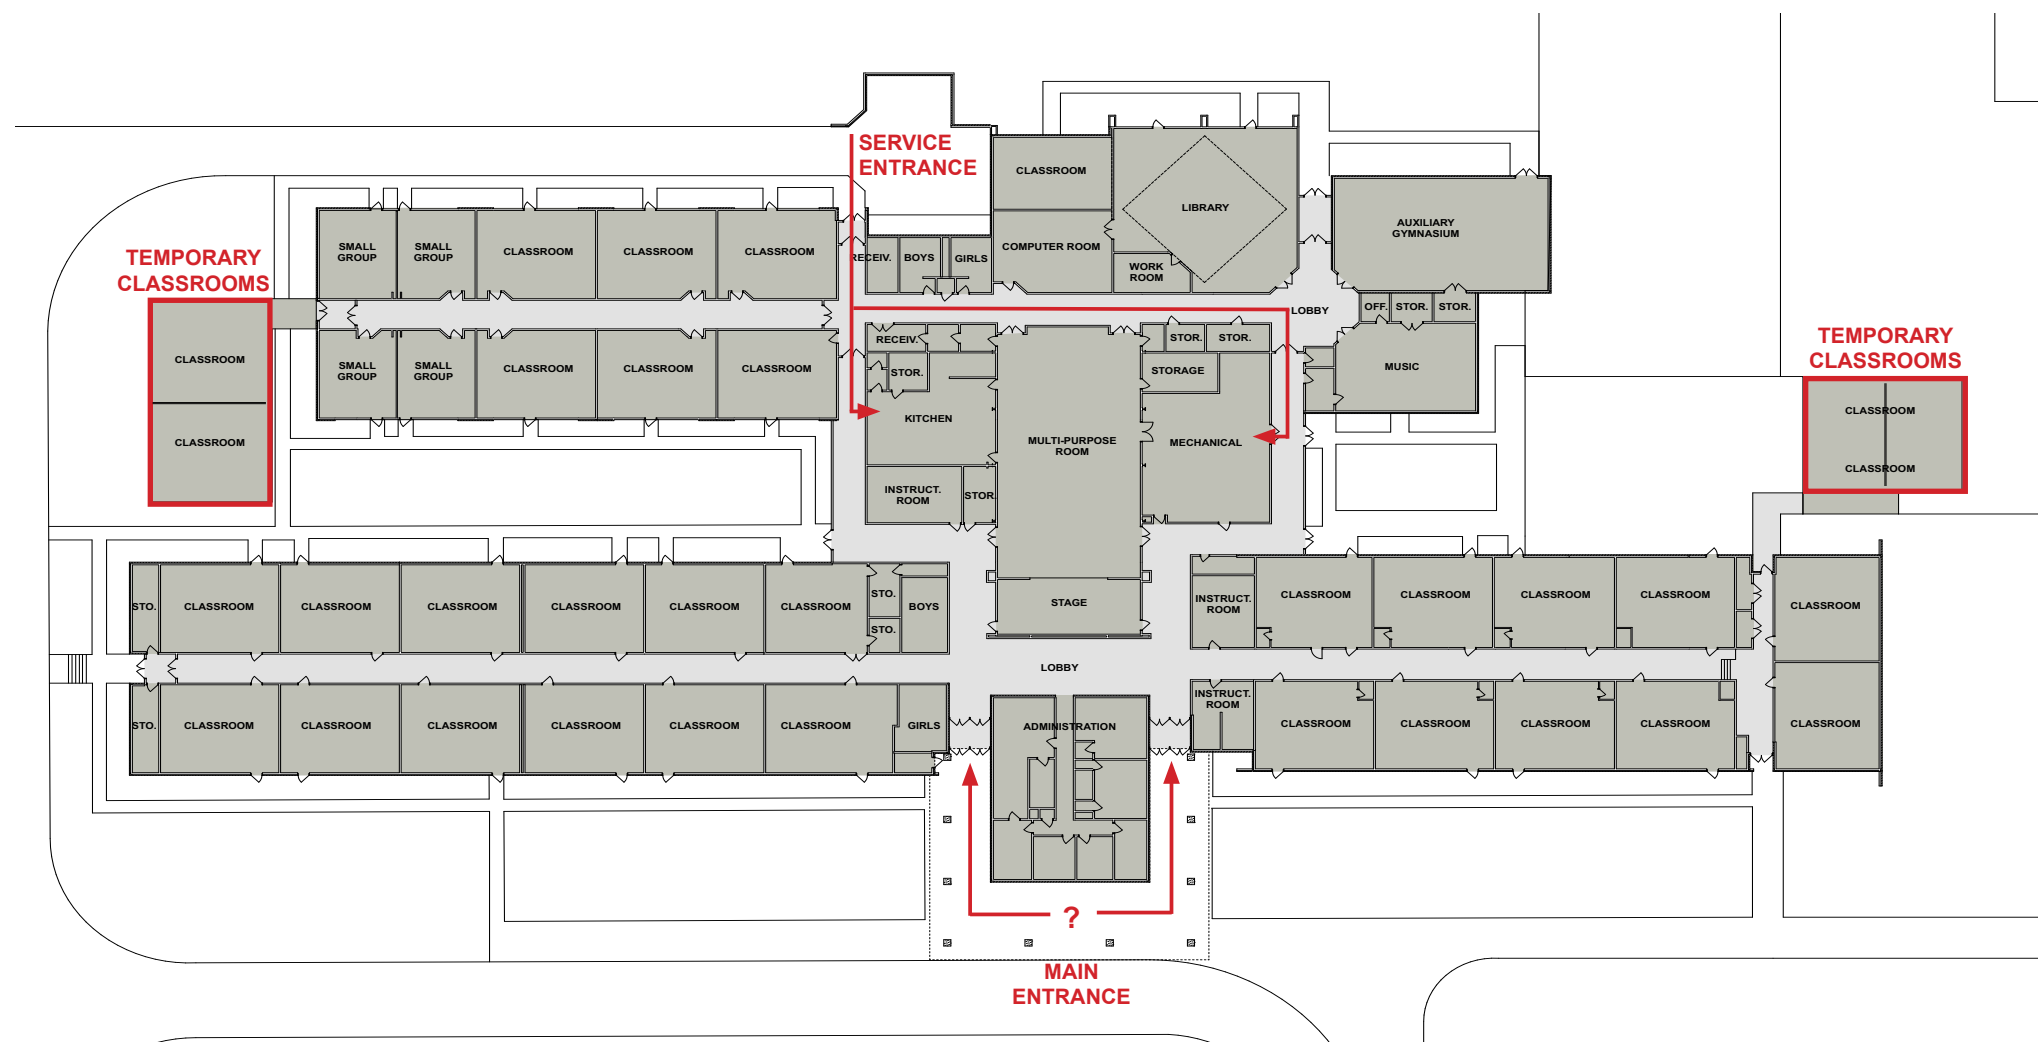 SERVICE
ENTRANCE
CLASSROOM
LIBRARY
AUXILIARY
GYMNASIUM
SMALL
GROUP
SMALL
GROUP
CLASSROOM
CLASSROOM
CLASSROOM
RECEIV.
BOYS
GIRLS
COMPUTER ROOM
WORK
ROOM
TEMPORARY
CLASSROOMS
LOBBY
OFF.
STOR.
STOR.
CLASSROOM
CLASSROOM
SMALL
GROUP
SMALL
GROUP
CLASSROOM
CLASSROOM
CLASSROOM
RECEIV.
STOR.
KITCHEN
INSTRUCT.
ROOM
STOR.
MULTI-PURPOSE
ROOM
STOR.
STOR.
STORAGE
MECHANICAL
MUSIC
TEMPORARY
CLASSROOMS
CLASSROOM
CLASSROOM
STO.
CLASSROOM
CLASSROOM
CLASSROOM
CLASSROOM
CLASSROOM
CLASSROOM
STO.
STO.
BOYS
STAGE
INSTRUCT.
ROOM
CLASSROOM
CLASSROOM
CLASSROOM
CLASSROOM
CLASSROOM
LOBBY
STO.
CLASSROOM
CLASSROOM
CLASSROOM
CLASSROOM
CLASSROOM
CLASSROOM
GIRLS
ADMINISTRATION
INSTRUCT.
ROOM
CLASSROOM
CLASSROOM
CLASSROOM
CLASSROOM
CLASSROOM
?
MAIN
ENTRANCE